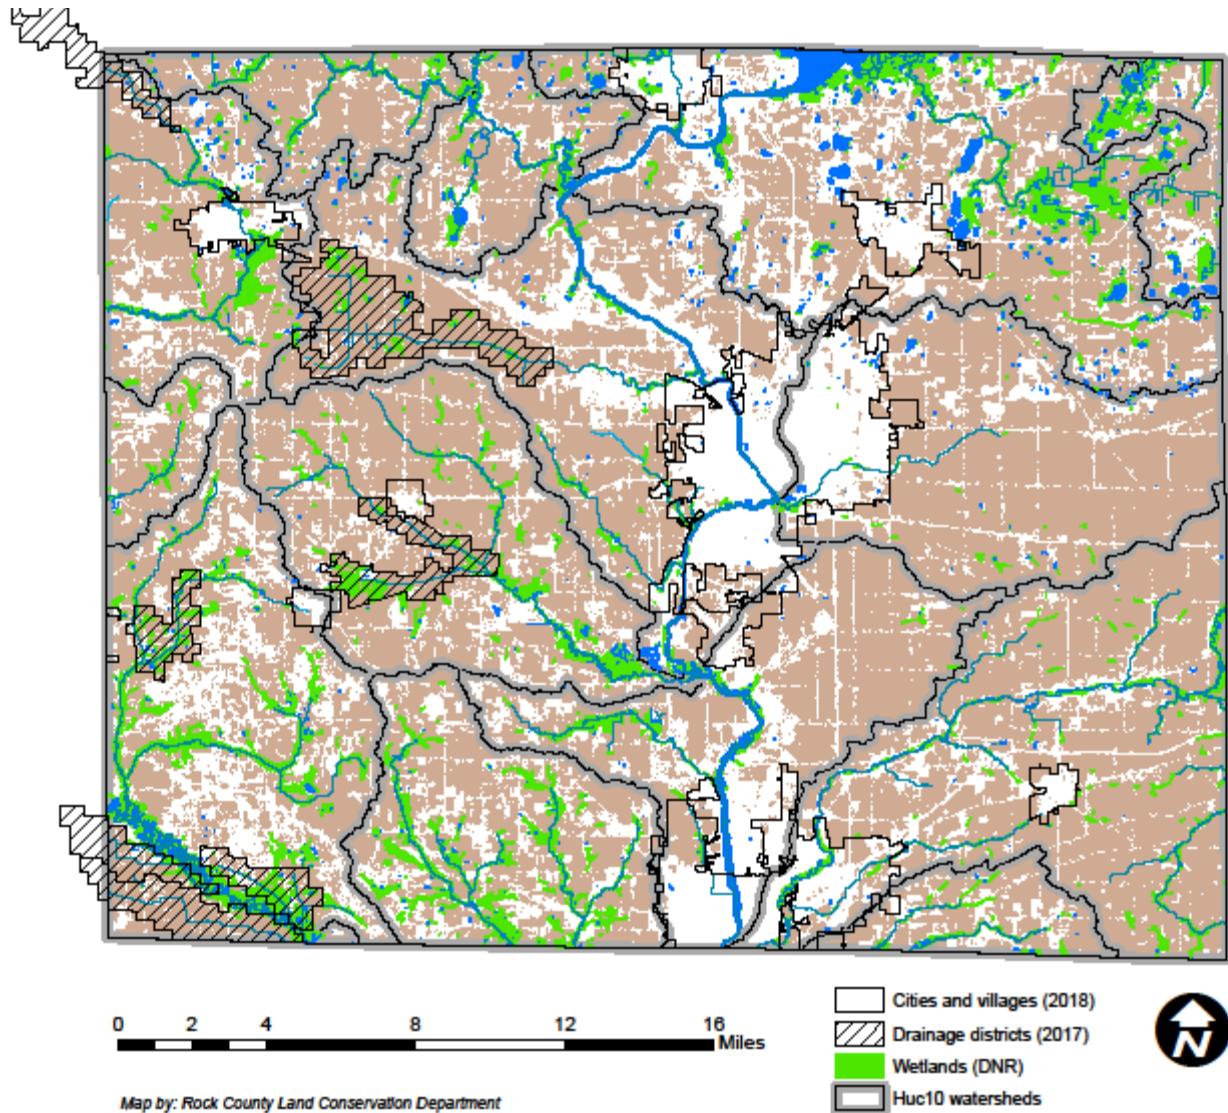 0 2 4 8 12 16
Miles
Cities and villages (2018)
Drainage districts (2017)
Wetlands (DNR)
Huc10 watersheds
N
Map by: Rock County Land Conservation Department